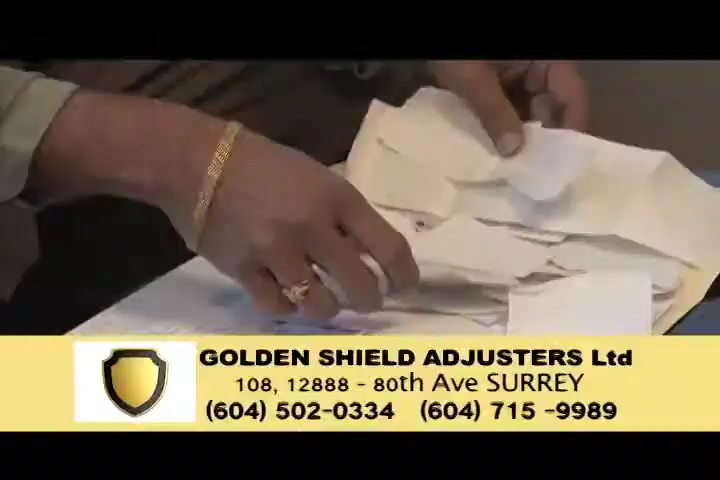 GOLDEN SHIELD ADJUSTERS Ltd
108, 12888 - 80th Ave SURREY
(604) 502-0334 (604) 715 -9989